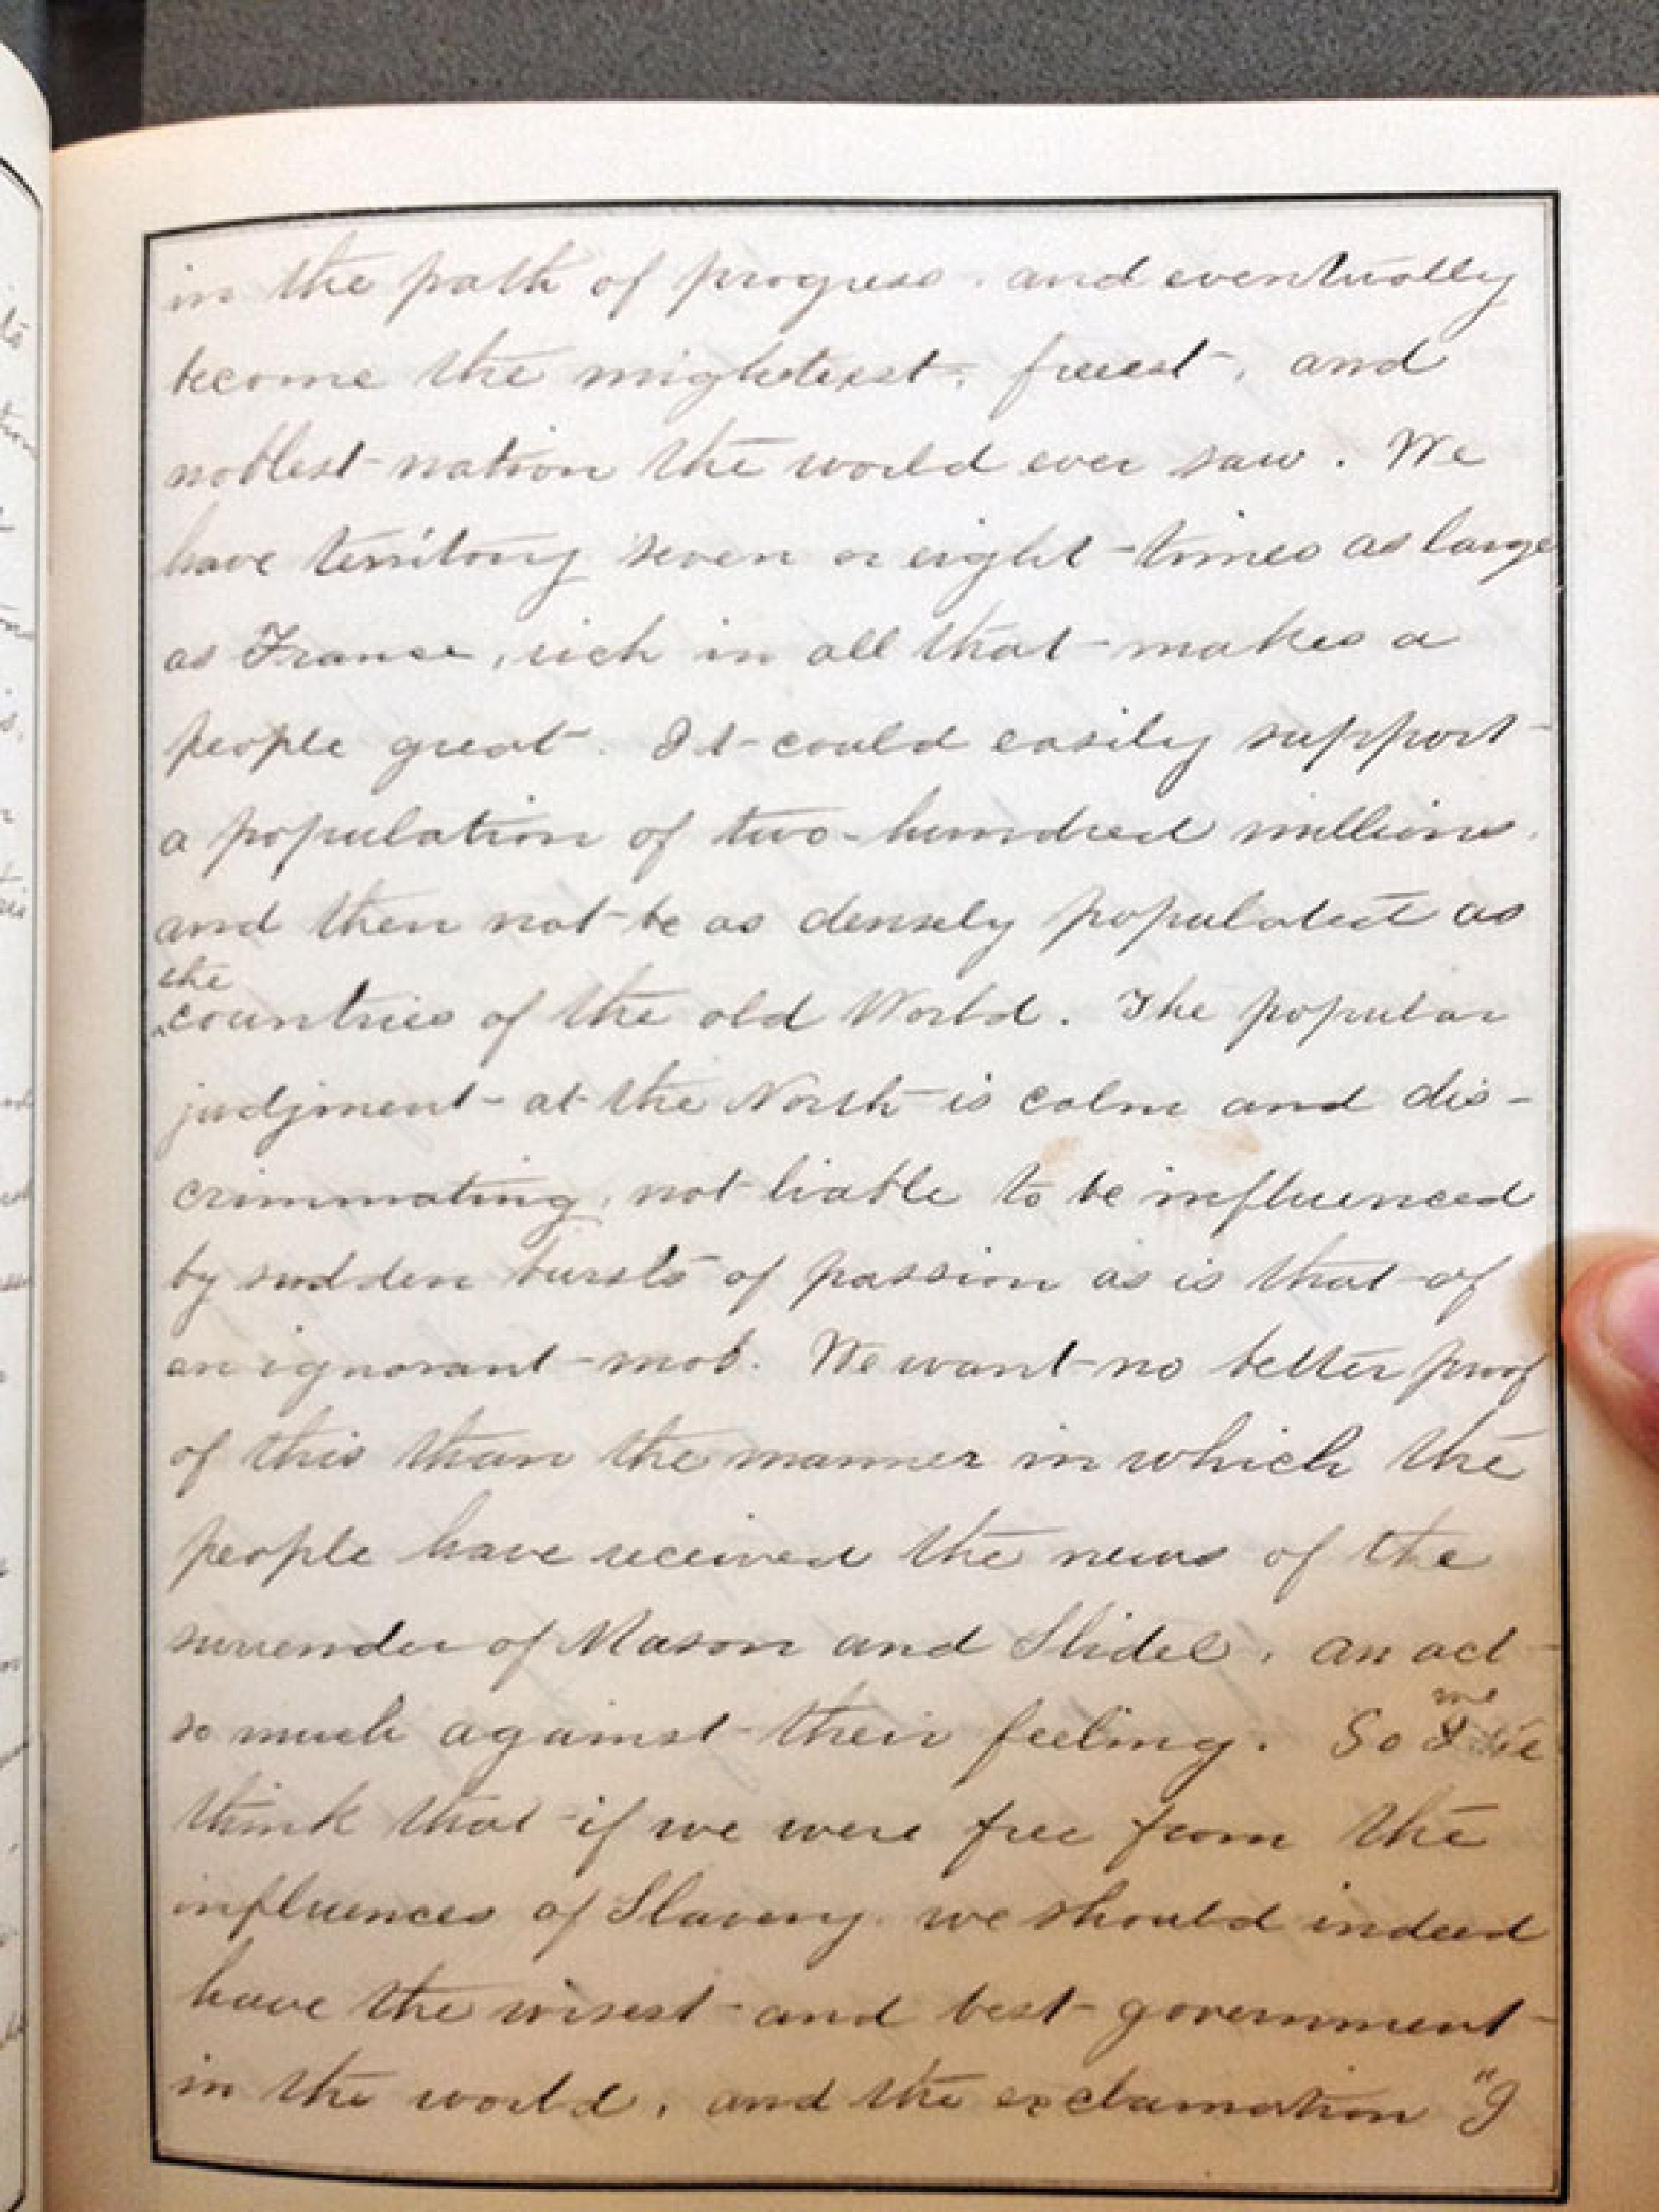 in the path of progress, and eventually
become the mightiest, freest, and
noblest nation the world ever saw. We
have territory seven or eight times as large
as France, rich in all that makes a
people great. It could easily support
a population of two-hundred millions,
and then not be as densely populated as
the
countries of the old World. The popular
judgment at the North is calm and dis-
criminating, not liable to be influenced
by sudden bursts of passion as is that of
an ignorant mob. We want no better proof
of this than the manner in which the
people have received the news of the
surrender of Mason and Slidel, an act
so much against their feeling. So
think that if we were free from the
influences of Slavery we should indeed
have the wisest and best government
in the world, and the exclamation "I